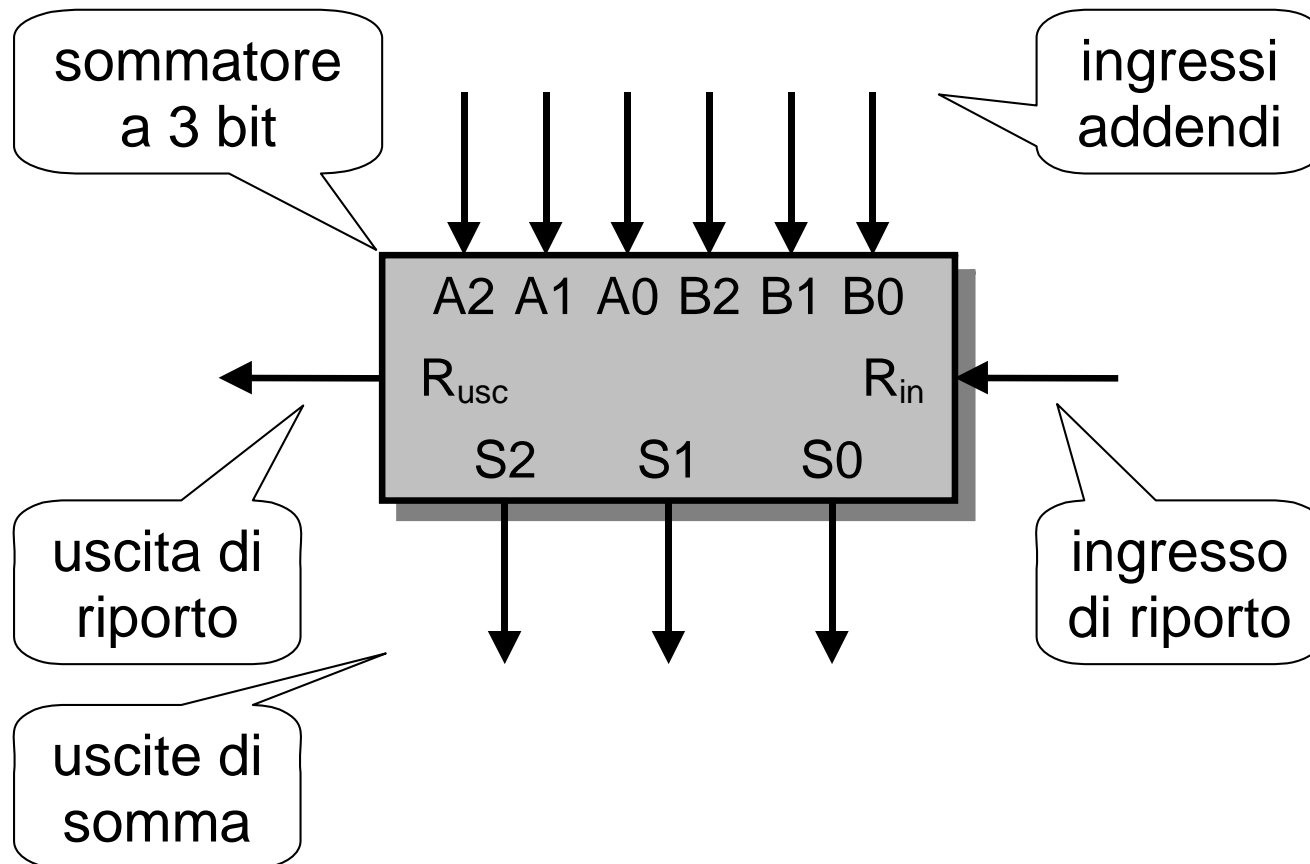 sommatore
a 3 bit
ingressi
addendi
A2 A1 A0 B2 B1 B0
Rusc
Rin
S2 S1 S0
uscita di
riporto
ingresso
di riporto
uscite di
somma